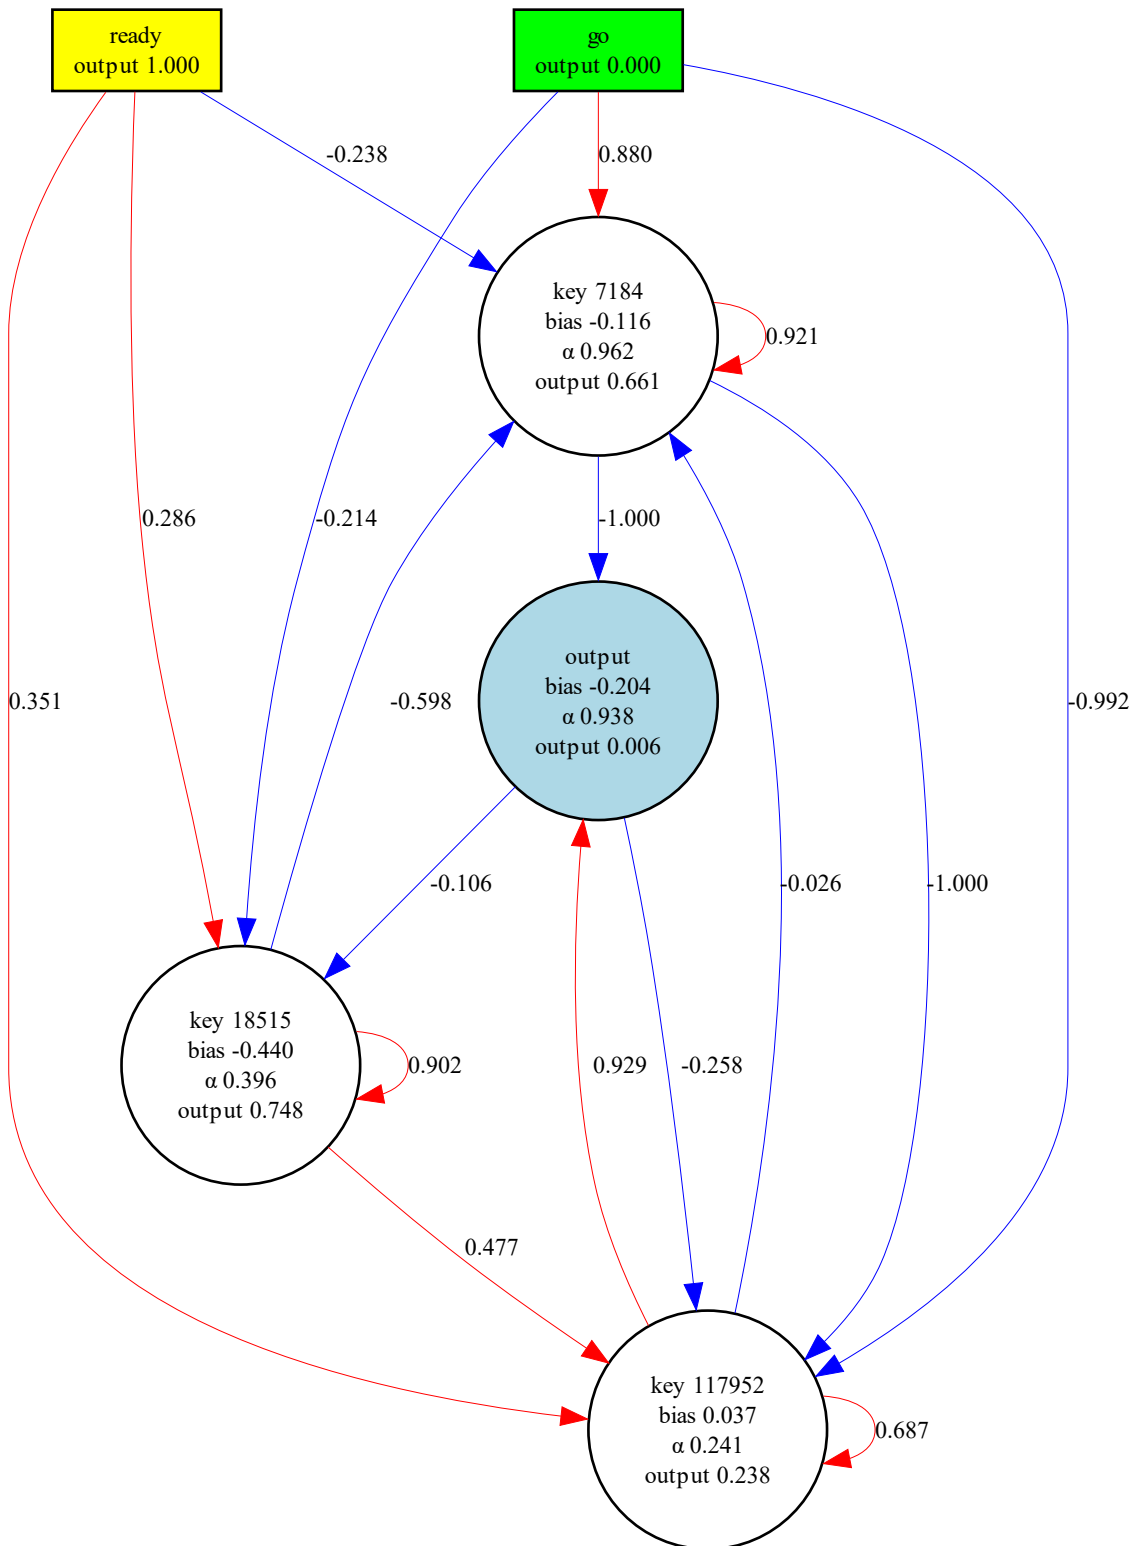 ready
output 1.000
go
output 0.000
-0.238
0.880
key 7184
bias -0.116
α 0.962
output 0.661
0.921
0.286
-0.214
-1.000
output
bias -0.204
α 0.938
output 0.006
0.351
-0.598
-0.992
-0.106
-0.026
-1.000
key 18515
bias -0.440
α 0.396
output 0.748
0.902
0.929
-0.258
0.477
key 117952
bias 0.037
α 0.241
output 0.238
0.687